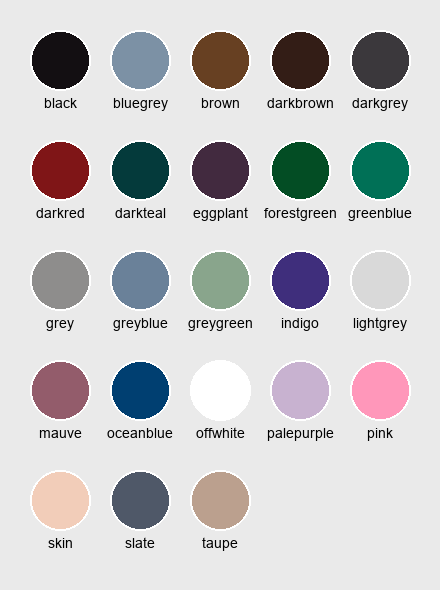 black bluegrey brown darkbrown darkgrey
darkred darkteal eggplant forestgreen greenblue
grey greyblue greygreen indigo lightgrey
mauve oceanblue offwhite palepurple pink
skin slate taupe